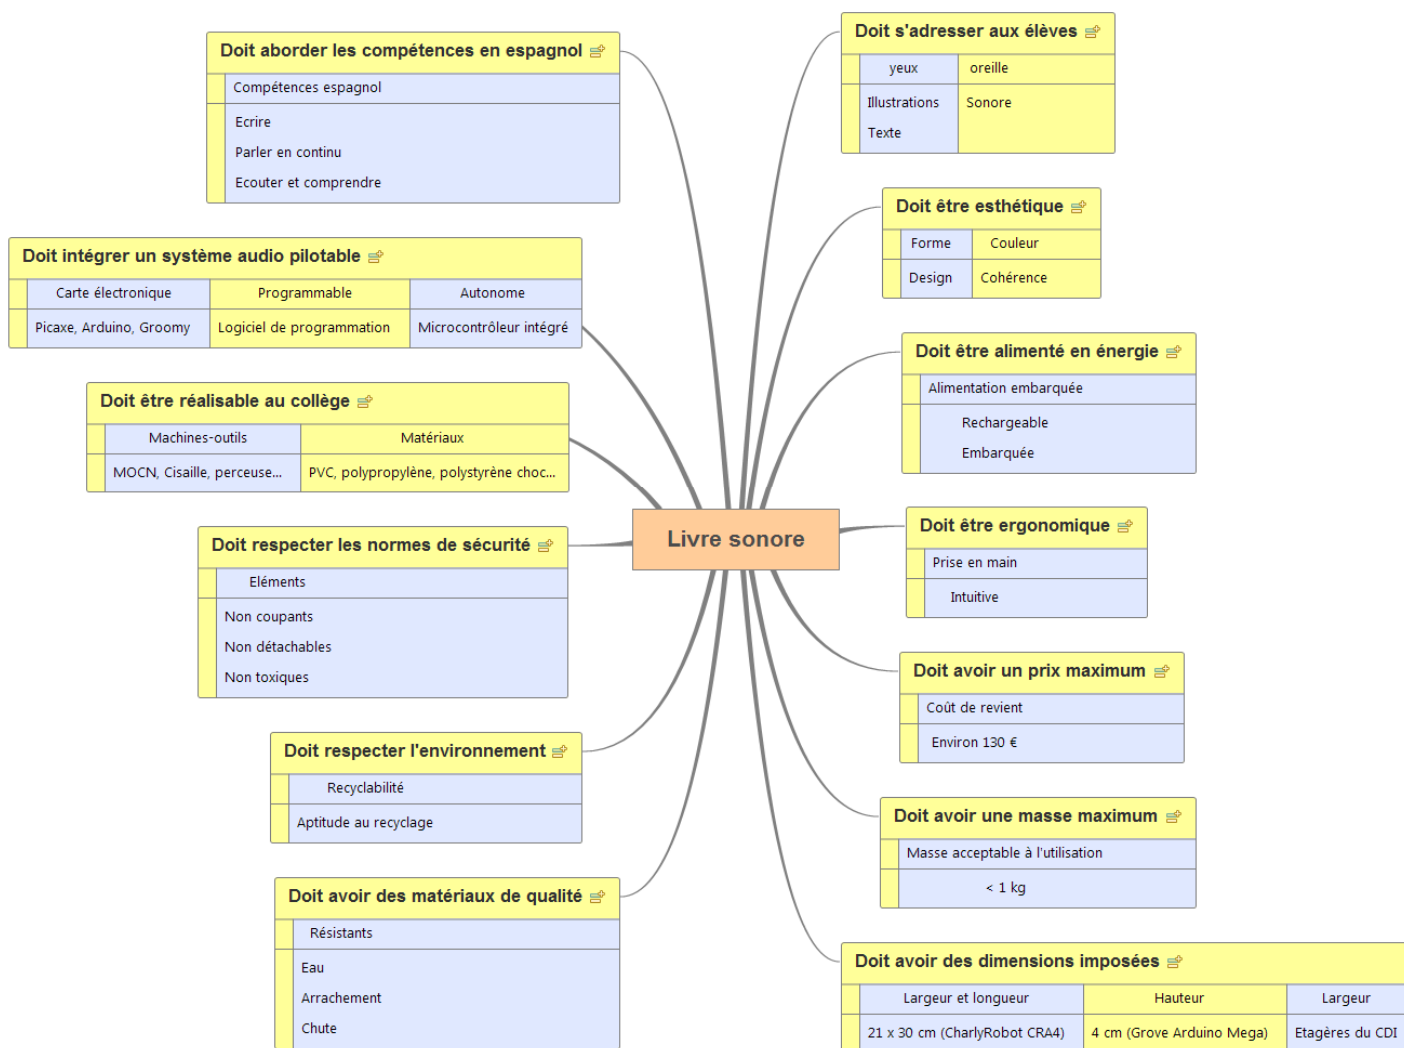 Doit aborder les compétences en espagnol
Compétences espagnol
Ecrire
Parler en continu
Ecouter et comprendre
Doit intégrer un système audio pilotable
Carte électronique Programmable Autonome
Picaxe, Arduino, Groomy Logiciel de programmation Microcontrôleur intégré
Doit être réalisable au collège
Machines-outils Matériaux
MOCN, Cisaille, perceuse... PVC, polypropylène, polystyrène choc...
Doit respecter les normes de sécurité
Eléments
Non coupants
Non détachables
Non toxiques
Doit respecter l'environnement
Recyclabilité
Aptitude au recyclage
Doit avoir des matériaux de qualité
Résistants
Eau
Arrachement
Chute
Livre sonore
Doit s'adresser aux élèves
yeux oreille
Illustrations Sonore
Texte
Doit être esthétique
Forme Couleur
Design Cohérence
Doit être alimenté en énergie
Alimentation embarquée
Rechargeable
Embarquée
Doit être ergonomique
Prise en main
Intuitive
Doit avoir un prix maximum
Coût de revient
Environ 130 €
Doit avoir une masse maximum
Masse acceptable à l'utilisation
< 1 kg
Doit avoir des dimensions imposées
Largeur et longueur Hauteur Largeur
21 x 30 cm (CharlyRobot CRA4) 4 cm (Grove Arduino Mega) Etagères du CDI